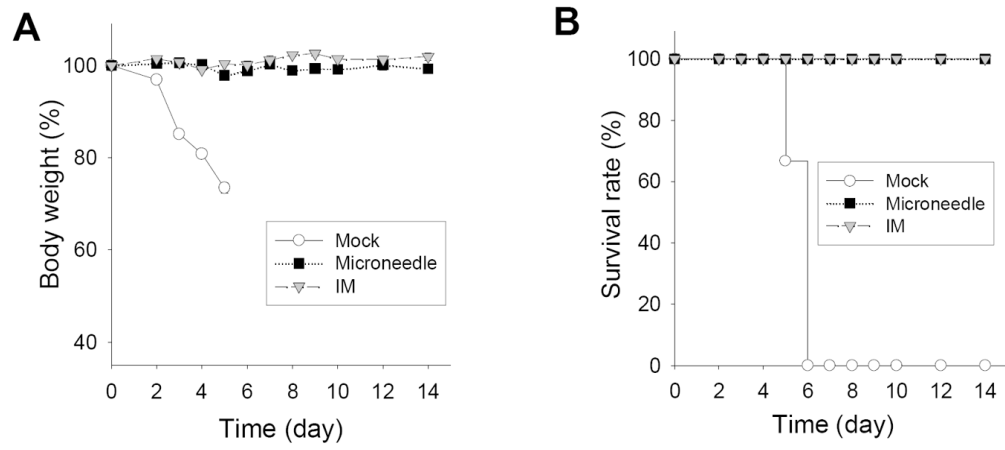 A
Body weight (%)
100
80
60
40
0 2 4 6 8 10 12 14
Time (day)
Mock
Microneedle
IM
B
Survival rate (%)
100
80
60
40
20
0
0 2 4 6 8 10 12 14
Time (day)
Mock
Microneedle
IM